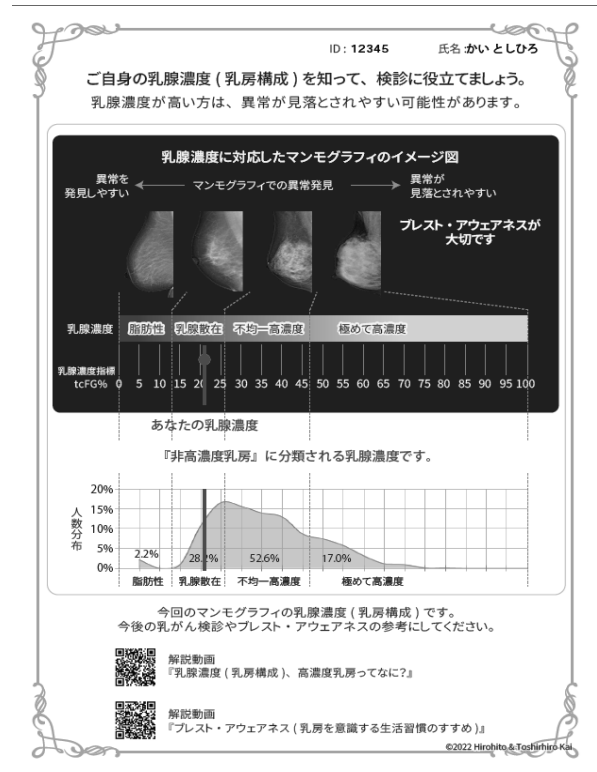 ID : 12345 氏名 :かい としひろ
ご自身の乳腺濃度 ( 乳房構成 ) を知って、検診に役立てましょう。
乳腺濃度が高い方は、異常が見落とされやすい可能性があります。
乳腺濃度に対応したマンモグラフィのイメージ図
異常を
発見しやすい
マンモグラフィでの異常発見
異常が
見落とされやすい
ブレスト・アウェアネスが
大切です
乳腺濃度 脂肪性 乳腺散在 不均一高濃度 極めて高濃度
乳腺濃度指標
tcFG% 0 5 10 15 20 25 30 35 40 45 50 55 60 65 70 75 80 85 90 95 100
あなたの乳腺濃度
『非高濃度乳房』に分類される乳腺濃度です。
人数分布
20%
15%
10%
5%
0%
2.2% 28.2% 52.6% 17.0%
脂肪性 乳腺散在 不均一高濃度 極めて高濃度
今回のマンモグラフィの乳腺濃度 ( 乳房構成 ) です。
今後の乳がん検診やブレスト・アウェアネスの参考にしてください。
解説動画
『乳腺濃度 ( 乳房構成 )、高濃度乳房ってなに?』
解説動画
『ブレスト・アウェアネス ( 乳房を意識する生活習慣のすすめ )』
©2022 Hirohito & Toshirhiro Kai